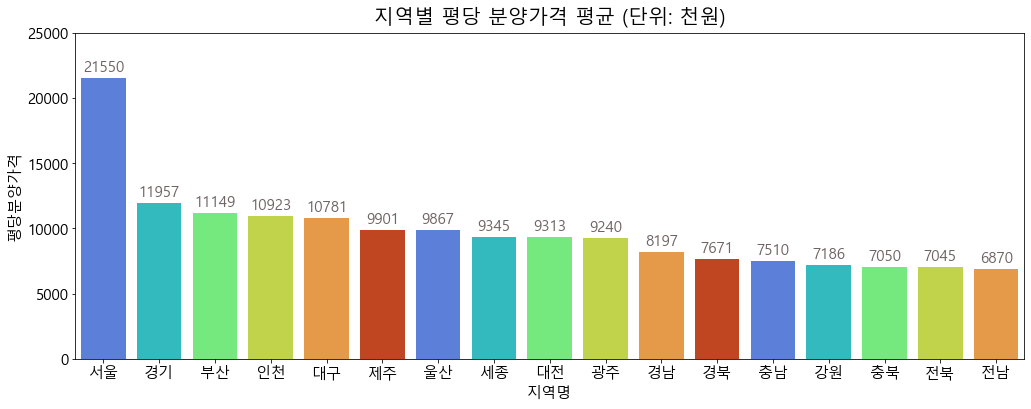 지역별 평당 분양가격 평균 (단위: 천원)
평당분양가격
25000
20000
15000
10000
5000
0
21550 11957 11149 10923 10781 9901 9867 9345 9313 9240 8197 7671 7510 7186 7050 7045 6870
서울 경기 부산 인천 대구 제주 울산 세종 대전 광주 경남 경북 충남 강원 충북 전북 전남
지역명